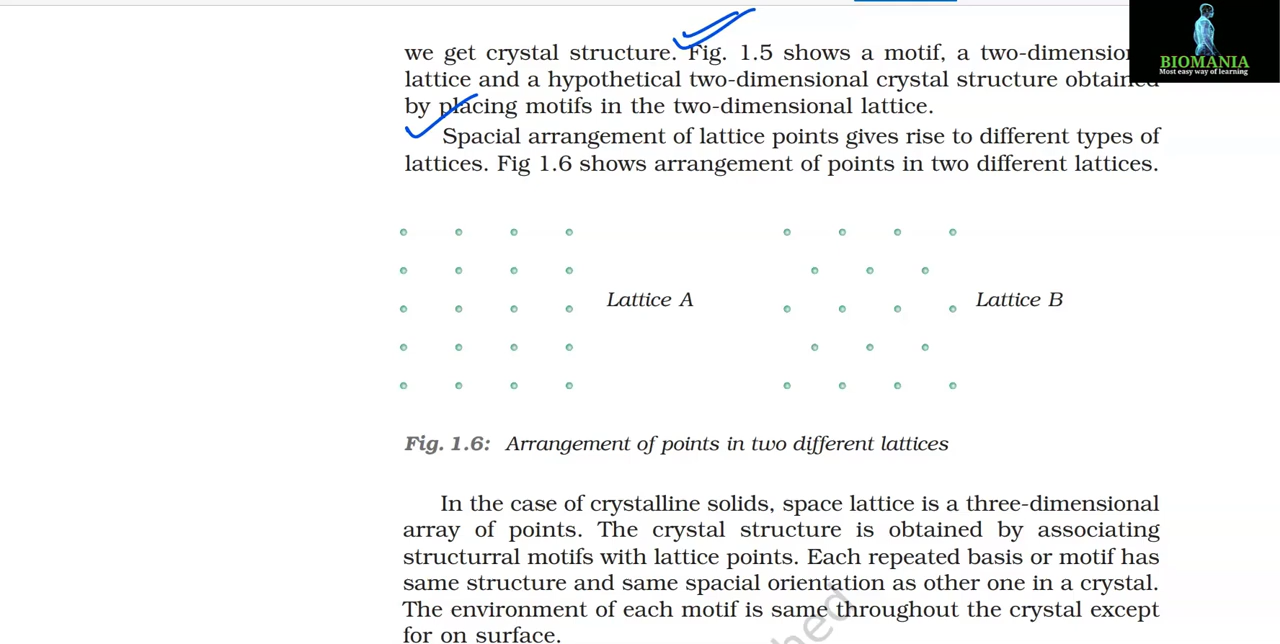 we get crystal structure. Fig. 1.5 shows a motif, a two-dimension
BIOMANIA
Most easy way of learning
lattice and a hypothetical two-dimensional crystal structure obtained
by placing motifs in the two-dimensional lattice.
Spacial arrangement of lattice points gives rise to different types of
lattices. Fig 1.6 shows arrangement of points in two different lattices.
Lattice A
Lattice B
Fig. 1.6: Arrangement of points in two different lattices
In the case of crystalline solids, space lattice is a three-dimensional
array of points. The crystal structure is obtained by associating
structurral motifs with lattice points. Each repeated basis or motif has
same structure and same spacial orientation as other one in a crystal.
The environment of each motif is same throughout the crystal except
for on surface.